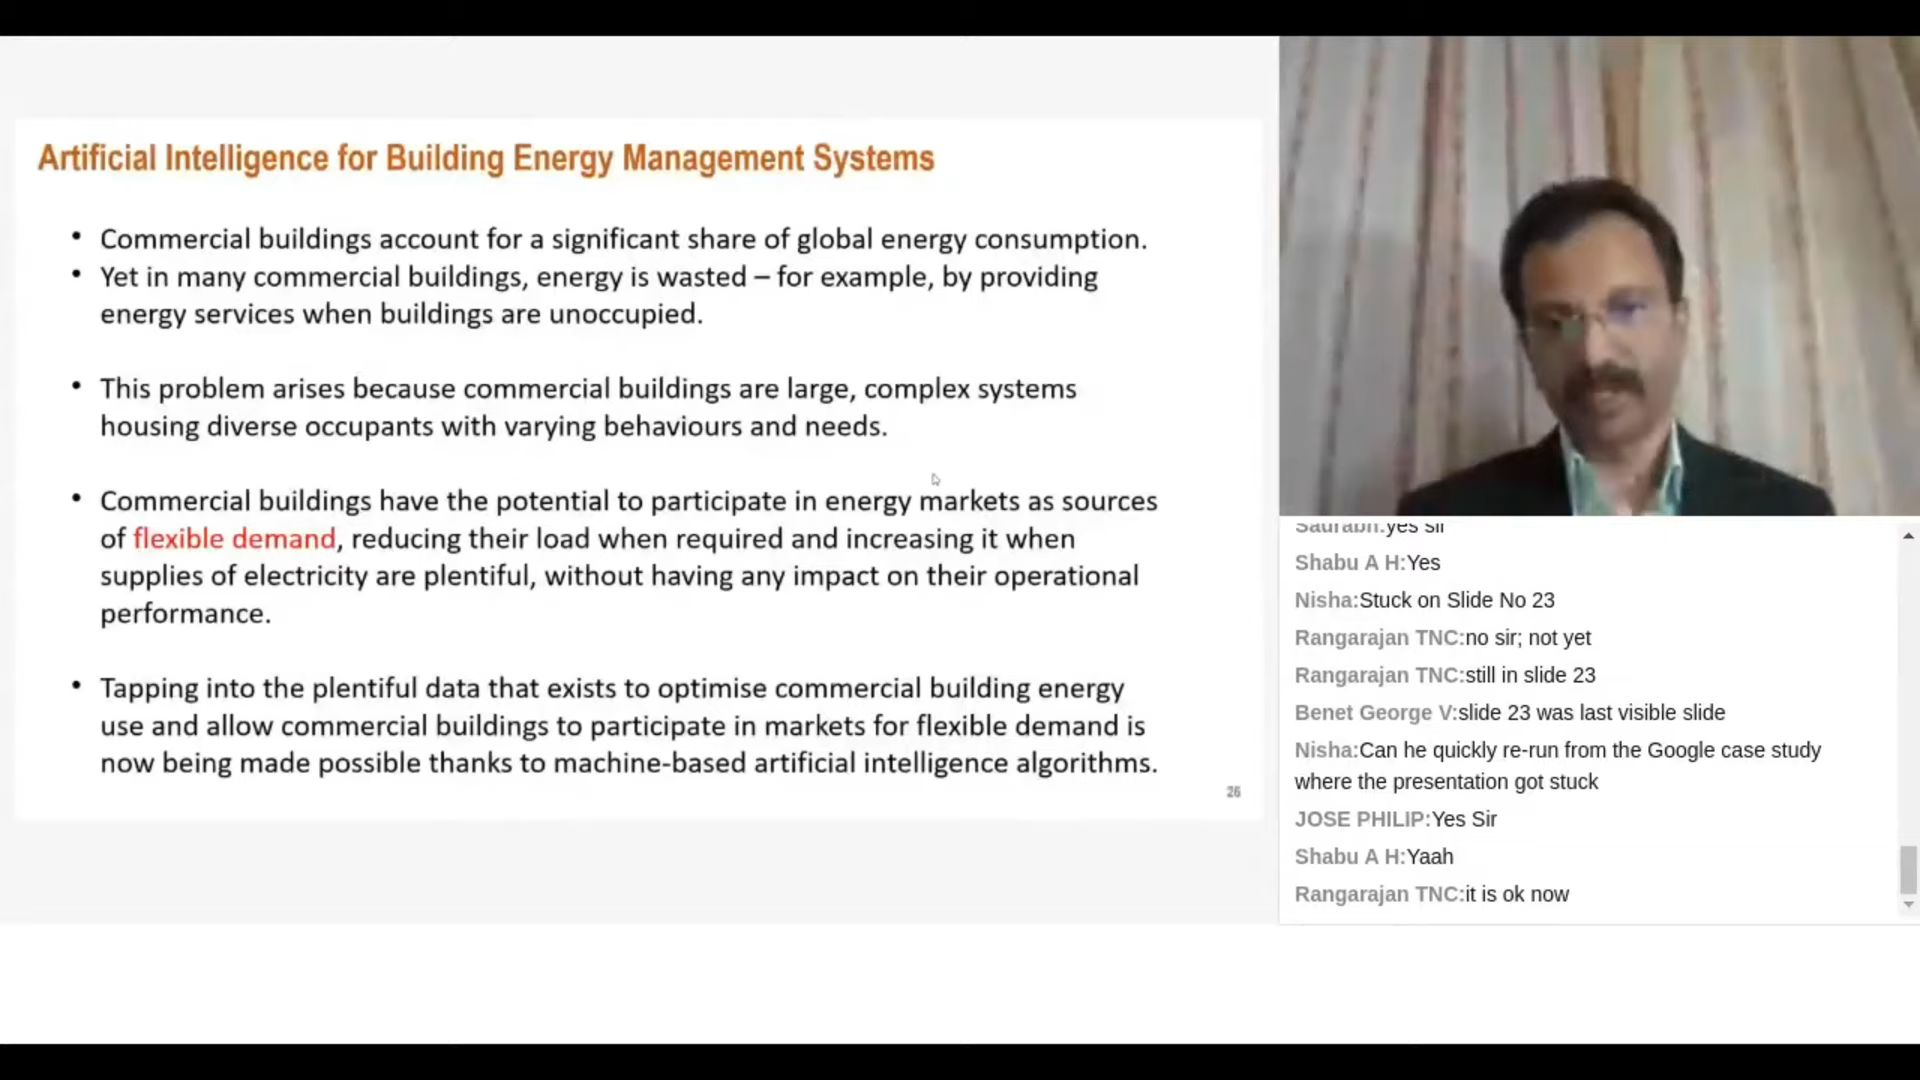 Artificial Intelligence for Building Energy Management Systems
• Commercial buildings account for a significant share of global energy consumption.
• Yet in many commercial buildings, energy is wasted – for example, by providing
energy services when buildings are unoccupied.
• This problem arises because commercial buildings are large, complex systems
housing diverse occupants with varying behaviours and needs.
• Commercial buildings have the potential to participate in energy markets as sources
of flexible demand, reducing their load when required and increasing it when
supplies of electricity are plentiful, without having any impact on their operational
performance.
• Tapping into the plentiful data that exists to optimise commercial building energy
use and allow commercial buildings to participate in markets for flexible demand is
now being made possible thanks to machine-based artificial intelligence algorithms.
26
Saurabh:yes sir
Shabu A H:Yes
Nisha:Stuck on Slide No 23
Rangarajan TNC:no sir; not yet
Rangarajan TNC:still in slide 23
Benet George V:slide 23 was last visible slide
Nisha:Can he quickly re-run from the Google case study
where the presentation got stuck
JOSE PHILIP:Yes Sir
Shabu A H:Yaah
Rangarajan TNC:it is ok now